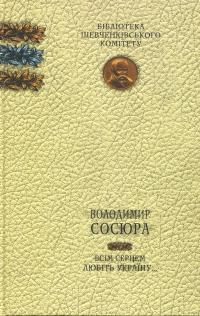 БІБЛІОТЕКА
ШЕВЧЕНКІВСЬКОГО
КОМІТЕТУ
ВОЛОДИМИР
СОСЮРА
ВСІМ СЕРЦЕМ
ЛЮБІТЬ УКРАЇНУ...